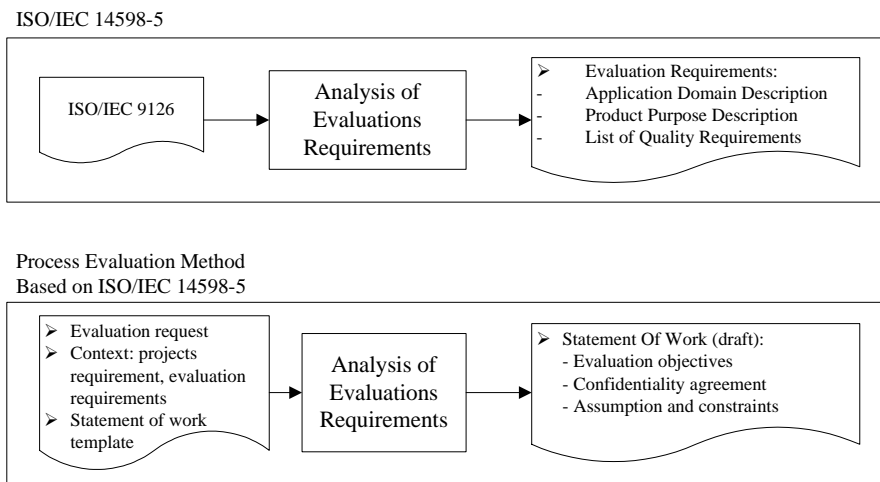 ISO/IEC 14598-5
ISO/IEC 9126
Analysis of
Evaluations
Requirements
➢ Evaluation Requirements:
- Application Domain Description
- Product Purpose Description
- List of Quality Requirements
Process Evaluation Method
Based on ISO/IEC 14598-5
➢ Evaluation request
➢ Context: projects
requirement, evaluation
requirements
➢ Statement of work
template
Analysis of
Evaluations
Requirements
➢ Statement Of Work (draft):
- Evaluation objectives
- Confidentiality agreement
- Assumption and constraints